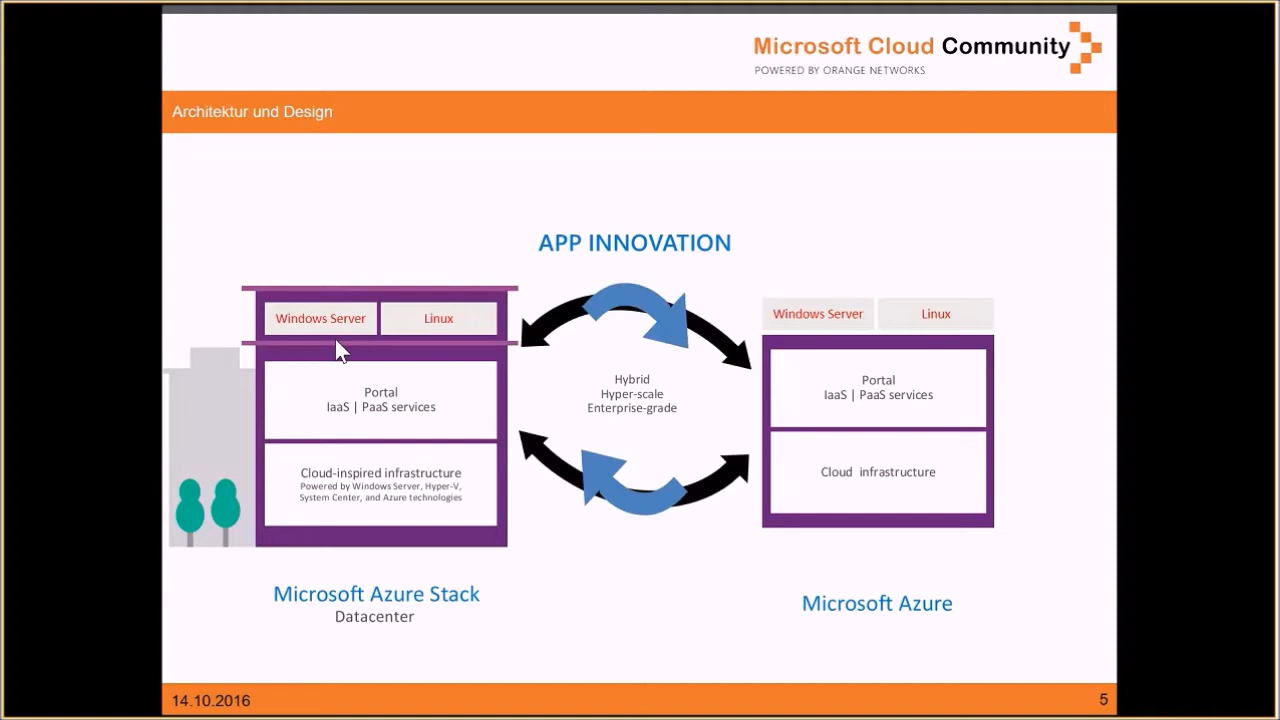 Microsoft Cloud Community
POWERED BY ORANGE NETWORKS
Architektur und Design
APP INNOVATION
Windows Server
Linux
Portal
IaaS | PaaS services
Cloud-inspired infrastructure
Powered by Windows Server, Hyper-V,
System Center, and Azure technologies
Microsoft Azure Stack
Datacenter
Hybrid
Hyper-scale
Enterprise-grade
Windows Server
Linux
Portal
IaaS | PaaS services
Cloud infrastructure
Microsoft Azure
14.10.2016
5